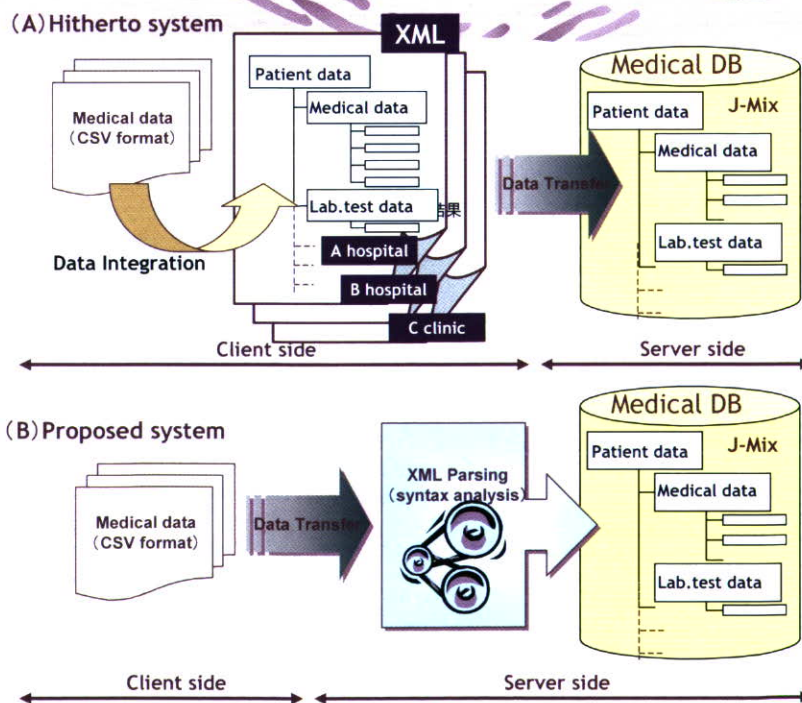 (A) Hitherto system
XML
Patient data
Medical data
Lab.test data
結果
A hospital
B hospital
C clinic
Medical data
(CSV format)
Data Integration
Data Transfer
Medical DB
J-Mix
Patient data
Medical data
Lab.test data
Client side
Server side
(B) Proposed system
Medical data
(CSV format)
Data Transfer
XML Parsing
(syntax analysis)
Medical DB
J-Mix
Patient data
Medical data
Lab.test data
Client side
Server side